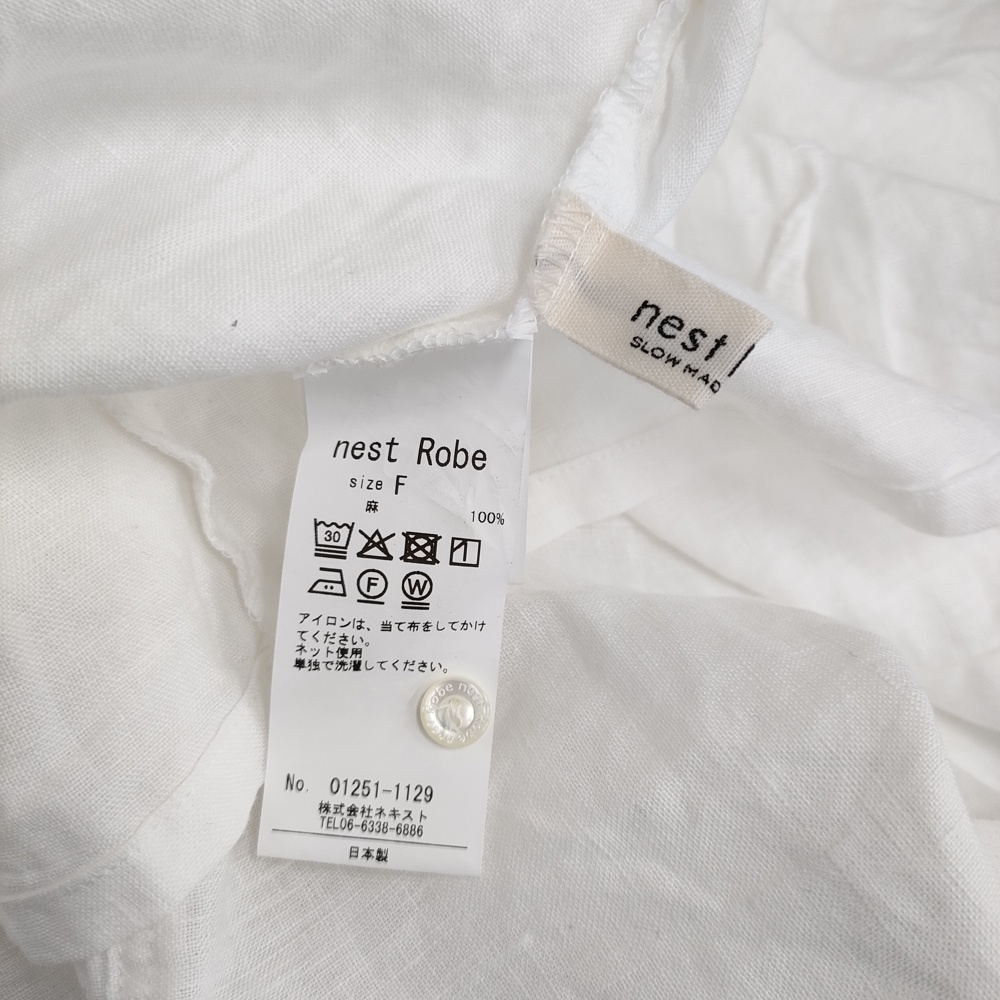 nest
SLOW MAD
nest Robe
size F
麻
100%
30
F
W
アイロンは、当て布をしてかけ
てください。
ネット使用
単独で洗濯してください。
Robe nest
No. 01251-1129
株式会社ネキスト
TEL06-6338-6886
日本製